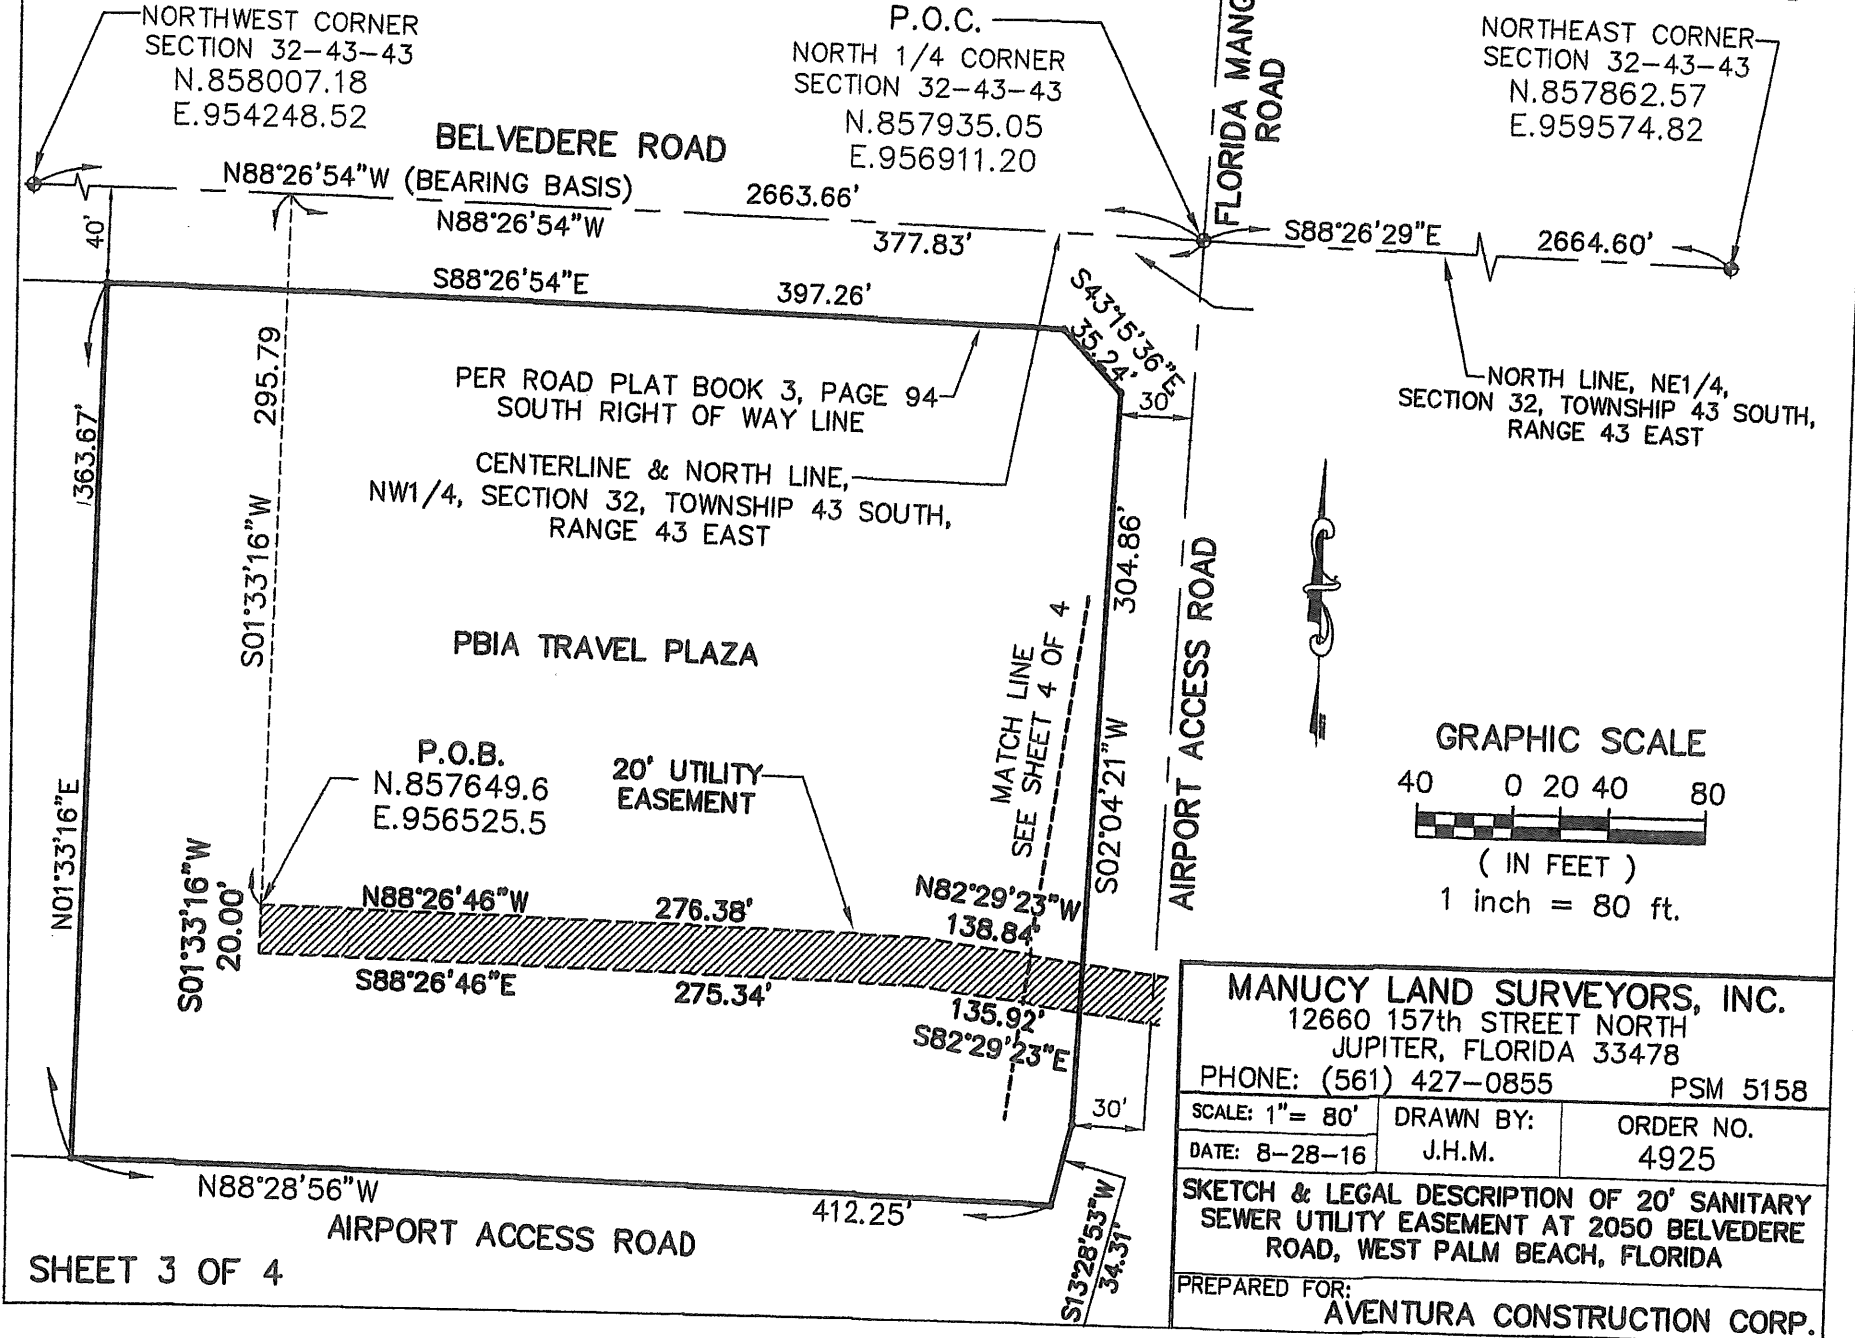 NORTHWEST CORNER
SECTION 32-43-43
N.858007.18
E.954248.52
P.O.C.
NORTH 1/4 CORNER
SECTION 32-43-43
N.857935.05
E.956911.20
FLORIDA MANG
ROAD
NORTHEAST CORNER
SECTION 32-43-43
N.857862.57
E.959574.82
BELVEDERE ROAD
N88°26'54"W (BEARING BASIS)
2663.66'
N88°26'54"W
377.83'
S88°26'29"E
2664.60'
40'
S88°26'54"E
397.26'
S43°15'36"E
35.24'
30'
PER ROAD PLAT BOOK 3, PAGE 94
SOUTH RIGHT OF WAY LINE
NORTH LINE, NE1/4,
SECTION 32, TOWNSHIP 43 SOUTH,
RANGE 43 EAST
CENTERLINE & NORTH LINE,
NW1/4, SECTION 32, TOWNSHIP 43 SOUTH,
RANGE 43 EAST
363.67'
N01°33'16"E
295.79
S01°33'16"W
304.86'
S02°04'21"W
AIRPORT ACCESS ROAD
PBIA TRAVEL PLAZA
MATCH LINE
SEE SHEET 4 OF 4
P.O.B.
N.857649.6
E.956525.5
20' UTILITY
EASEMENT
GRAPHIC SCALE
40 0 20 40 80
( IN FEET )
1 inch = 80 ft.
S01°33'16"W
20.00'
N88°26'46"W
276.38'
N82°29'23"W
138.84'
S88°26'46"E
275.34'
135.92'
S82°29'23"E
30'
N88°28'56"W
412.25'
S13°28'53"W
34.31'
AIRPORT ACCESS ROAD
SHEET 3 OF 4
MANUCY LAND SURVEYORS, INC.
12660 157th STREET NORTH
JUPITER, FLORIDA 33478
PHONE: (561) 427-0855 PSM 5158
SCALE: 1"= 80'
DATE: 8-28-16
DRAWN BY:
J.H.M.
ORDER NO.
4925
SKETCH & LEGAL DESCRIPTION OF 20' SANITARY
SEWER UTILITY EASEMENT AT 2050 BELVEDERE
ROAD, WEST PALM BEACH, FLORIDA
PREPARED FOR:
AVENTURA CONSTRUCTION CORP.